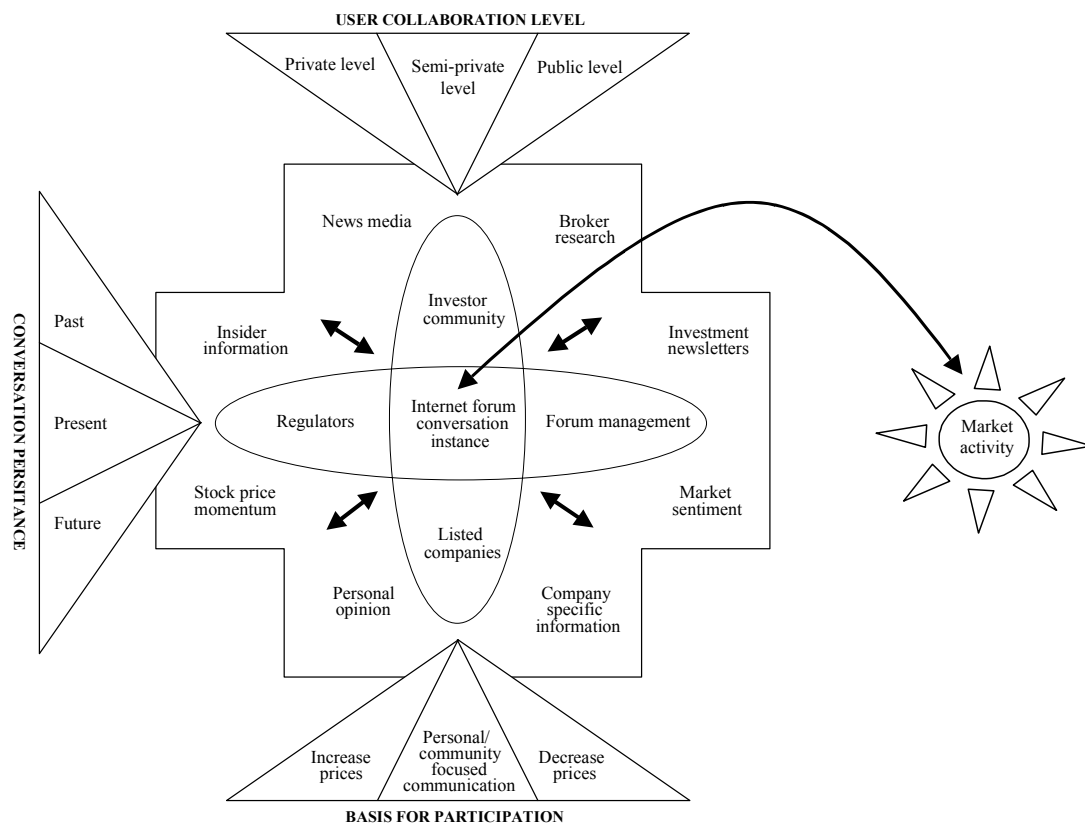 USER COLLABORATION LEVEL
Private level
Semi-private
level
Public level
News media
Broker
research
Investor
community
Insider
information
Investment
newsletters
CONVERSATION PERSITANCE
Past
Present
Future
Regulators
Internet forum
conversation
instance
Forum management
Market
activity
Stock price
momentum
Market
sentiment
Listed
companies
Personal
opinion
Company
specific
information
Increase
prices
Personal/
community
focused
communication
Decrease
prices
BASIS FOR PARTICIPATION